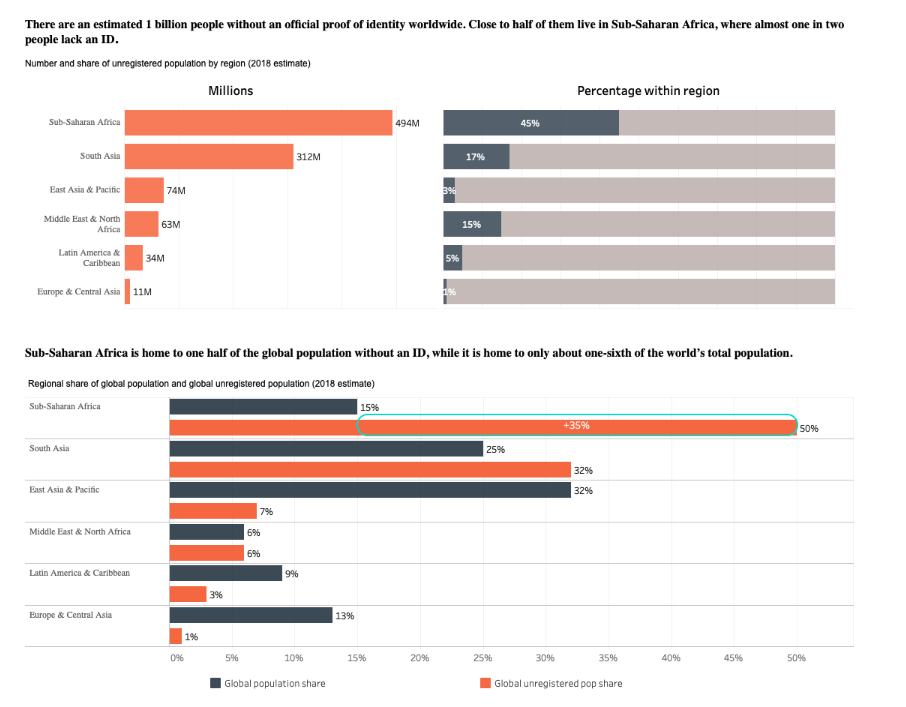 There are an estimated 1 billion people without an official proof of identity worldwide. Close to half of them live in Sub-Saharan Africa, where almost one in two
people lack an ID.
Number and share of unregistered population by region (2018 estimate)
Millions
Percentage within region
Sub-Saharan Africa
494M
45%
South Asia
312M
17%
East Asia & Pacific
74M
3%
Middle East & North
Africa
63M
15%
Latin America &
Caribbean
34M
5%
Europe & Central Asia
11M
1%
Sub-Saharan Africa is home to one half of the global population without an ID, while it is home to only about one-sixth of the world's total population.
Regional share of global population and global unregistered population (2018 estimate)
Sub-Saharan Africa
15%
+35%
50%
South Asia
25%
32%
East Asia & Pacific
32%
7%
Middle East & North Africa
6%
6%
Latin America & Caribbean
9%
3%
Europe & Central Asia
13%
1%
0% 5% 10% 15% 20% 25% 30% 35% 40% 45% 50%
Global population share
Global unregistered pop share